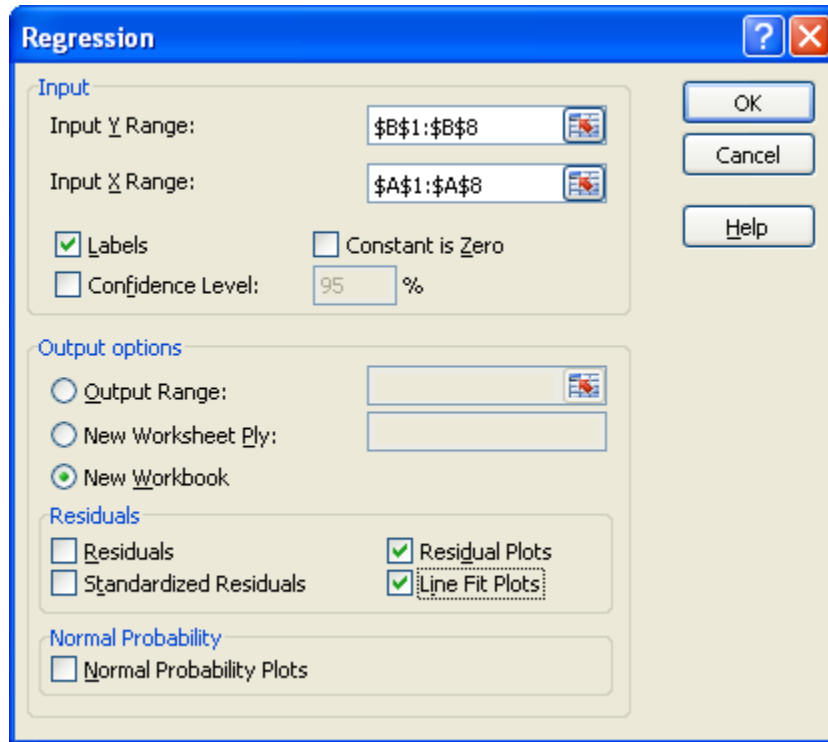 Regression
Input
Input Y Range: $B$1:$B$8
Input X Range: $A$1:$A$8
Labels Constant is Zero
Confidence Level: 95 %
OK
Cancel
Help
Output options
Output Range:
New Worksheet Ply:
New Workbook
Residuals
Residuals Residual Plots
Standardized Residuals Line Fit Plots
Normal Probability
Normal Probability Plots